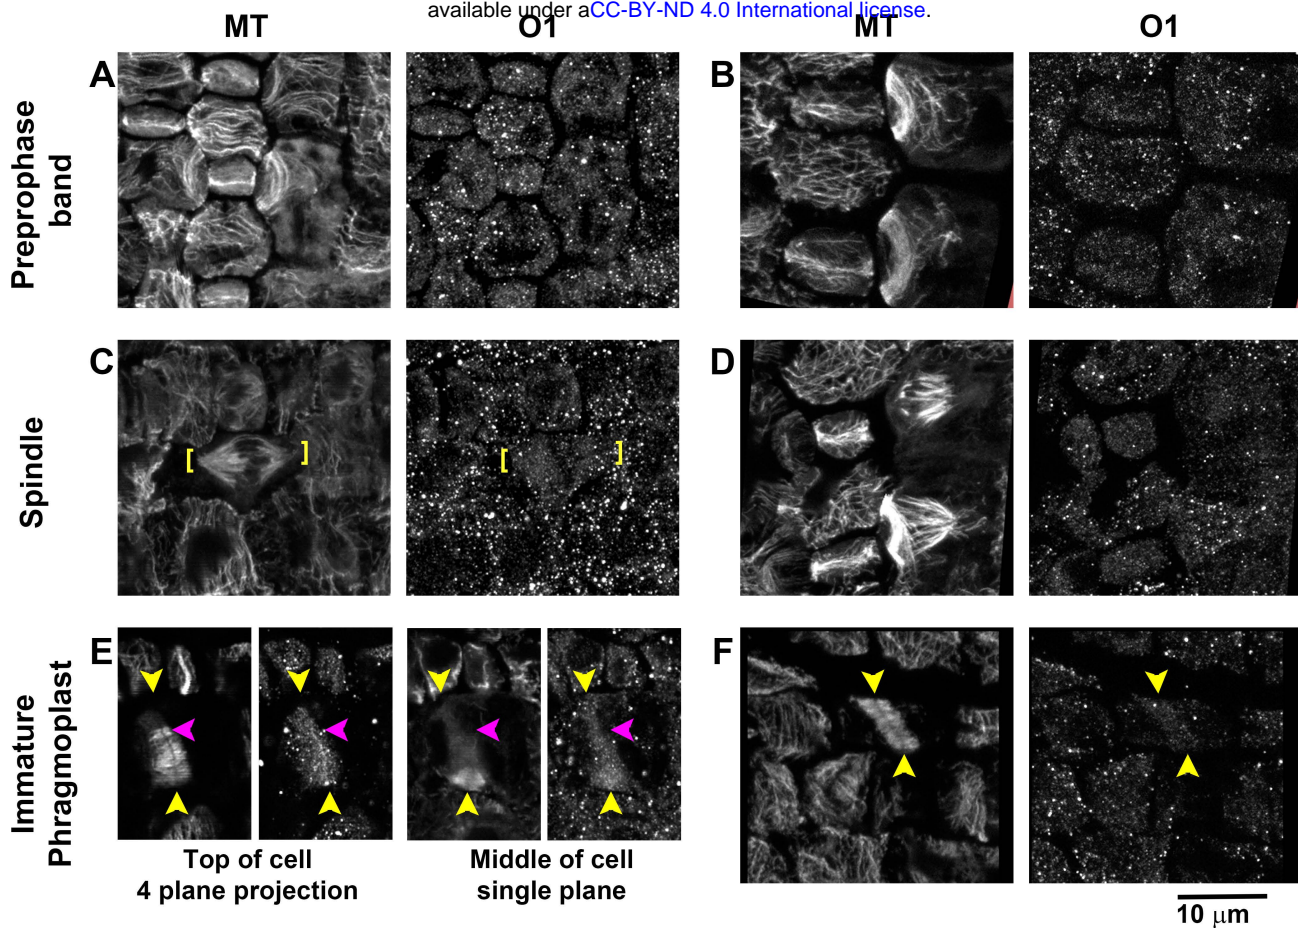 available under aCC-BY-ND 4.0 International license.
MT O1 MT O1
A B
Preprophase
band
C D
[ ] [ ]
Spindle
E F
Immature
Phragmoplast
Top of cell
4 plane projection
Middle of cell
single plane
10 μm